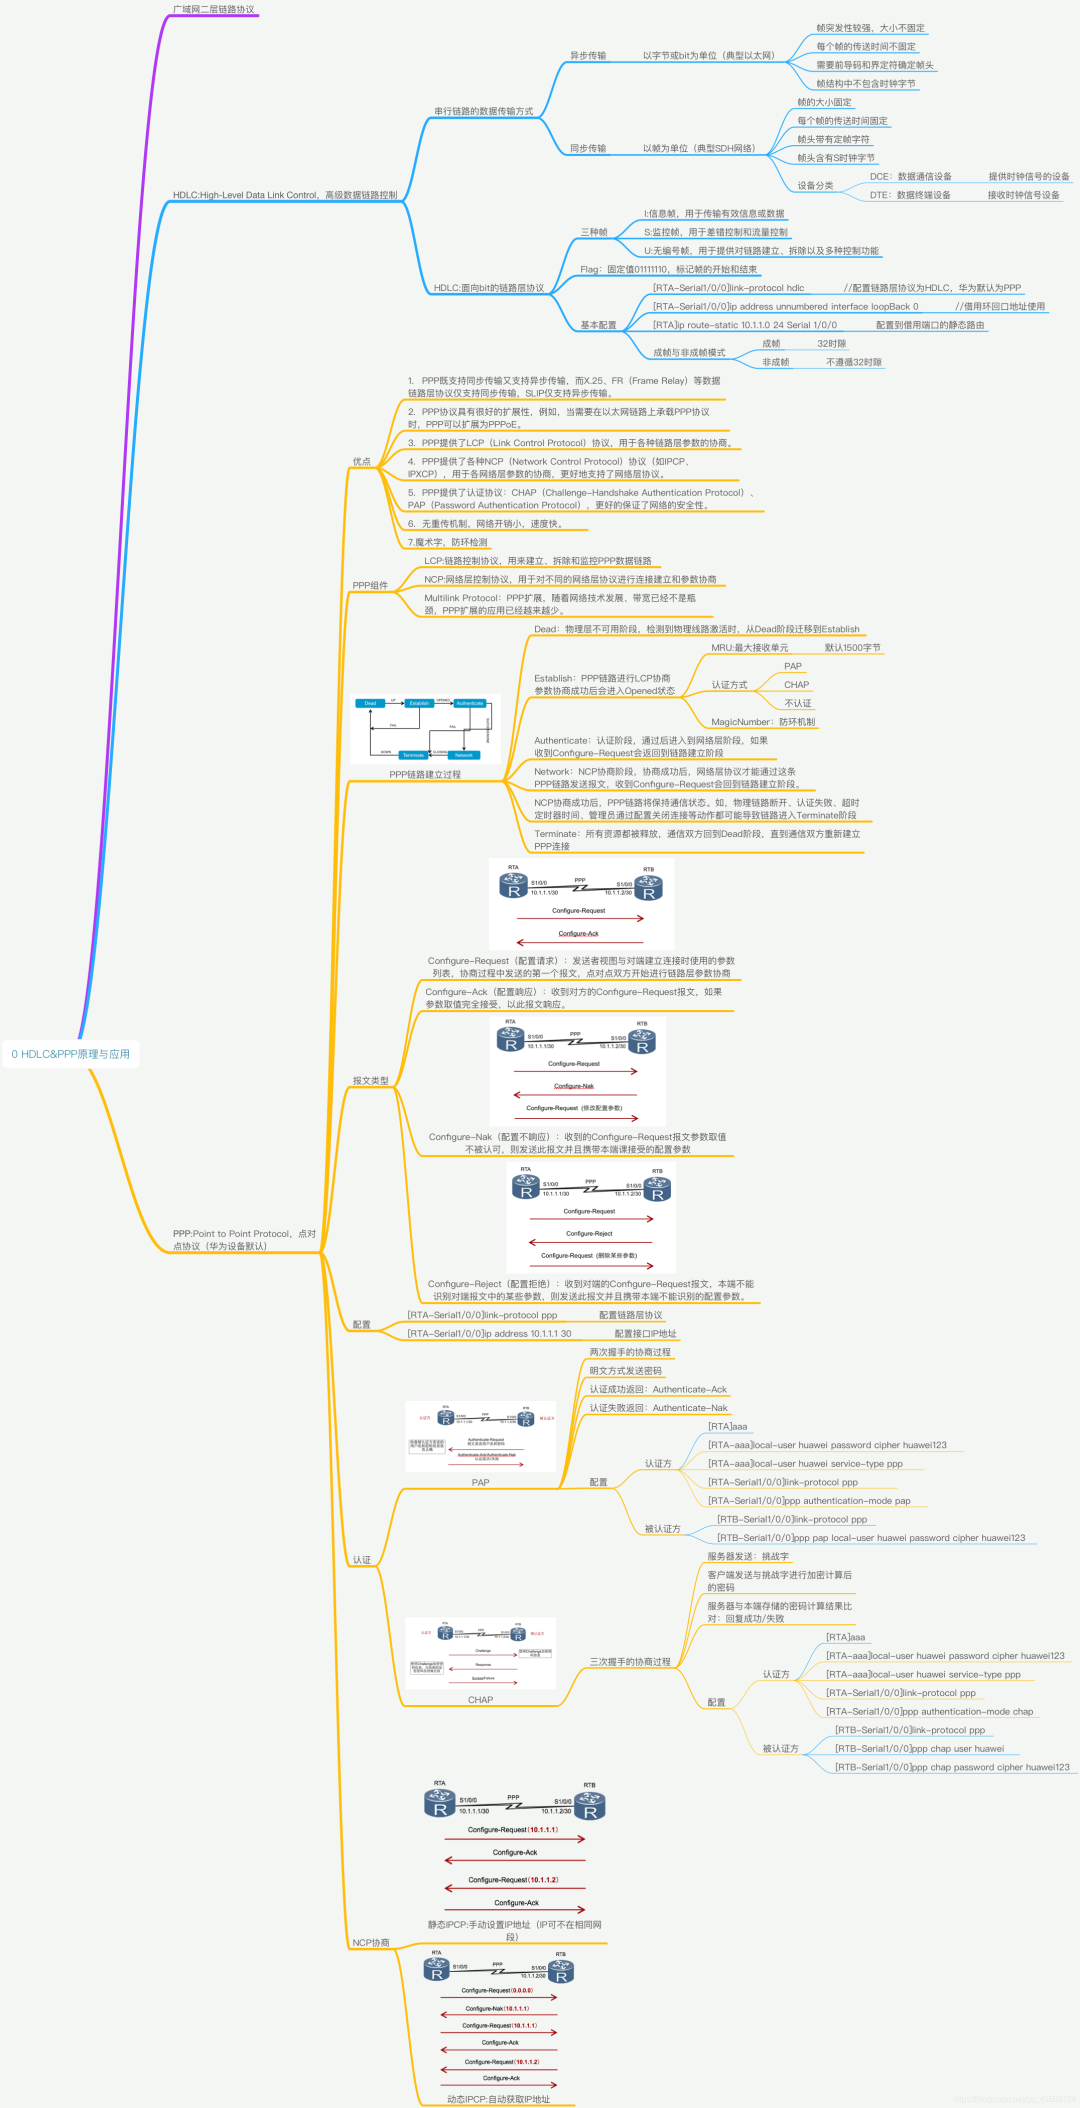 广域网二层链路协议
帧突发性较强，大小不固定
异步传输
以字节或bit为单位（典型以太网）
每个帧的传送时间不固定
需要前导码和界定符确定帧头
帧结构中不包含时钟字节
串行链路的数据传输方式
帧的大小固定
每个帧的传送时间固定
同步传输
以帧为单位（典型SDH网络）
帧头带有定帧字符
帧头含有S时钟字节
设备分类
DCE：数据通信设备
提供时钟信号的设备
DTE：数据终端设备
接收时钟信号设备
HDLC:High-Level Data Link Control，高级数据链路控制
三种帧
I:信息帧，用于传输有效信息或数据
S:监控帧，用于差错控制和流量控制
U:无编号帧，用于提供对链路建立、拆除以及多种控制功能
Flag：固定值01111110，标记帧的开始和结束
HDLC:面向bit的链路层协议
[RTA-Serial1/0/0]link-protocol hdlc
//配置链路层协议为HDLC，华为默认为PPP
[RTA-Serial1/0/0]ip address unnumbered interface loopBack 0
//借用环回口地址使用
基本配置
[RTA]ip route-static 10.1.1.0 24 Serial 1/0/0
配置到借用端口的静态路由
成帧与非成帧模式
成帧
32时隙
非成帧
不遵循32时隙
1. PPP既支持同步传输又支持异步传输，而X.25、FR（Frame Relay）等数据
链路层协议仅支持同步传输，SLIP仅支持异步传输。
2. PPP协议具有很好的扩展性，例如，当需要在以太网链路上承载PPP协议
时，PPP可以扩展为PPPoE。
3. PPP提供了LCP（Link Control Protocol）协议，用于各种链路层参数的协商。
优点
4. PPP提供了各种NCP（Network Control Protocol）协议（如IPCP、
IPXCP），用于各网络层参数的协商，更好地支持了网络层协议。
5. PPP提供了认证协议：CHAP（Challenge-Handshake Authentication Protocol）、
PAP（Password Authentication Protocol），更好的保证了网络的安全性。
6. 无重传机制，网络开销小，速度快。
7.魔术字，防环检测
PPP组件
LCP:链路控制协议，用来建立、拆除和监控PPP数据链路
NCP:网络层控制协议，用于对不同的网络层协议进行连接建立和参数协商
Multilink Protocol：PPP扩展，随着网络技术发展、带宽已经不是瓶
颈，PPP扩展的应用已经越来越少。
Dead：物理层不可用阶段，检测到物理线路激活时，从Dead阶段迁移到Establish
Establish：PPP链路进行LCP协商
参数协商成功后会进入Opened状态
MRU:最大接收单元
默认1500字节
认证方式
PAP
CHAP
不认证
MagicNumber：防环机制
Dead
UP
Establish
OPENED
Authenticate
FAIL
FAIL
DOWN
Terminate
CLOSING
Network
PPP链路建立过程
Authenticate：认证阶段，通过后进入到网络层阶段，如果
收到Configure-Request会返回到链路建立阶段
Network：NCP协商阶段，协商成功后，网络层协议才能通过这条
PPP链路发送报文，收到Configure-Request会回到链路建立阶段。
NCP协商成功后，PPP链路将保持通信状态。如，物理链路断开、认证失败、超时
定时器时间、管理员通过配置关闭连接等动作都可能导致链路进入Terminate阶段
Terminate：所有资源都被释放，通信双方回到Dead阶段，直到通信双方重新建立
PPP连接
RTA
RTB
S1/0/0
PPP
S1/0/0
10.1.1.1/30
10.1.1.2/30
Configure-Request
Configure-Ack
Configure-Request（配置请求）：发送者视图与对端建立连接时使用的参数
列表，协商过程中发送的第一个报文，点对点双方开始进行链路层参数协商
Configure-Ack（配置响应）：收到对方的Configure-Request报文，如果
参数取值完全接受，以此报文响应。
RTA
RTB
S1/0/0
PPP
S1/0/0
10.1.1.1/30
10.1.1.2/30
Configure-Request
Configure-Nak
Configure-Request (修改配置参数)
报文类型
Configure-Nak（配置不响应）：收到的Configure-Request报文参数取值
不被认可，则发送此报文并且携带本端课接受的配置参数
RTA
RTB
S1/0/0
PPP
S1/0/0
10.1.1.1/30
10.1.1.2/30
Configure-Request
Configure-Reject
Configure-Request (删除某些参数)
Configure-Reject（配置拒绝）：收到对端的Configure-Request报文，本端不能
识别对端报文中的某些参数，则发送此报文并且携带本端不能识别的配置参数。
0 HDLC&PPP原理与应用
PPP:Point to Point Protocol，点对
点协议（华为设备默认）
配置
[RTA-Serial1/0/0]link-protocol ppp
配置链路层协议
[RTA-Serial1/0/0]ip address 10.1.1.1 30
配置接口IP地址
两次握手的协商过程
明文方式发送密码
认证成功返回：Authenticate-Ack
认证失败返回：Authenticate-Nak
认证方
RTA
RTB
被认证方
S1/0/0
PPP
S1/0/0
10.1.1.1/30
10.1.1.2/30
Authenticate-Request
Authenticate-Ack/Authenticate-Nak
PAP
配置
认证方
[RTA]aaa
[RTA-aaa]local-user huawei password cipher huawei123
[RTA-aaa]local-user huawei service-type ppp
[RTA-Serial1/0/0]link-protocol ppp
[RTA-Serial1/0/0]ppp authentication-mode pap
被认证方
[RTB-Serial1/0/0]link-protocol ppp
[RTB-Serial1/0/0]ppp pap local-user huawei password cipher huawei123
认证
服务器发送：挑战字
客户端发送与挑战字进行加密计算后
的密码
服务器与本端存储的密码计算结果比
对：回复成功/失败
认证方
RTA
RTB
被认证方
PPP
Challenge
Response
Success/Failure
CHAP
三次握手的协商过程
配置
认证方
[RTA]aaa
[RTA-aaa]local-user huawei password cipher huawei123
[RTA-aaa]local-user huawei service-type ppp
[RTA-Serial1/0/0]link-protocol ppp
[RTA-Serial1/0/0]ppp authentication-mode chap
被认证方
[RTB-Serial1/0/0]link-protocol ppp
[RTB-Serial1/0/0]ppp chap user huawei
[RTB-Serial1/0/0]ppp chap password cipher huawei123
RTA
RTB
S1/0/0
PPP
S1/0/0
10.1.1.1/30
10.1.1.2/30
Configure-Request(10.1.1.1)
Configure-Ack
Configure-Request(10.1.1.2)
Configure-Ack
静态IPCP:手动设置IP地址（IP可不在相同网
段）
NCP协商
RTA
RTB
S1/0/0
PPP
S1/0/0
10.1.1.2/30
Configure-Request(0.0.0.0)
Configure-Nak(10.1.1.1)
Configure-Request(10.1.1.1)
Configure-Ack
Configure-Request(10.1.1.2)
Configure-Ack
动态IPCP:自动获取IP地址